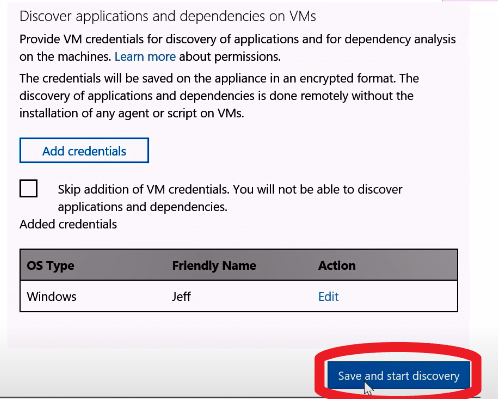 Discover applications and dependencies on VMs
Provide VM credentials for discovery of applications and for dependency analysis
on the machines. Learn more about permissions.
The credentials will be saved on the appliance in an encrypted format. The
discovery of applications and dependencies is done remotely without the
installation of any agent or script on VMs.
Add credentials
Skip addition of VM credentials. You will not be able to discover
applications and dependencies.
Added credentials
OS Type Friendly Name Action
Windows Jeff Edit
Save and start discovery